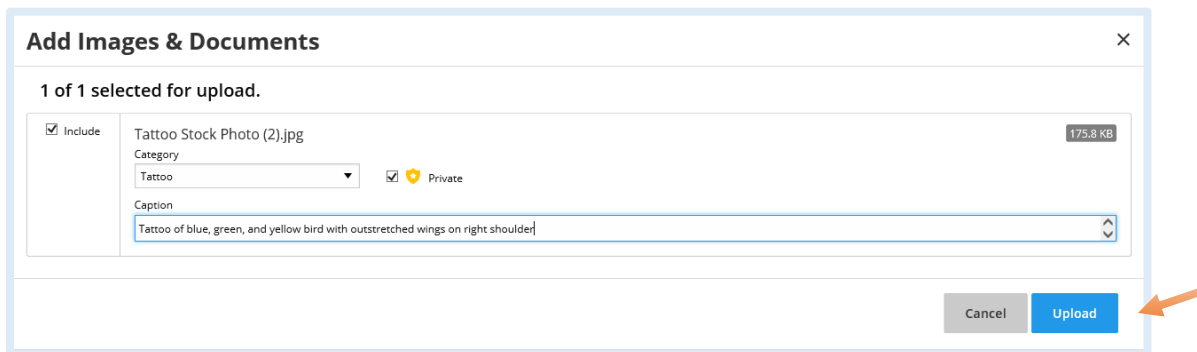 Add Images & Documents
1 of 1 selected for upload.
Include
Tattoo Stock Photo (2).jpg
175.8 KB
Category
Tattoo
Private
Caption
Tattoo of blue, green, and yellow bird with outstretched wings on right shoulder
Cancel
Upload